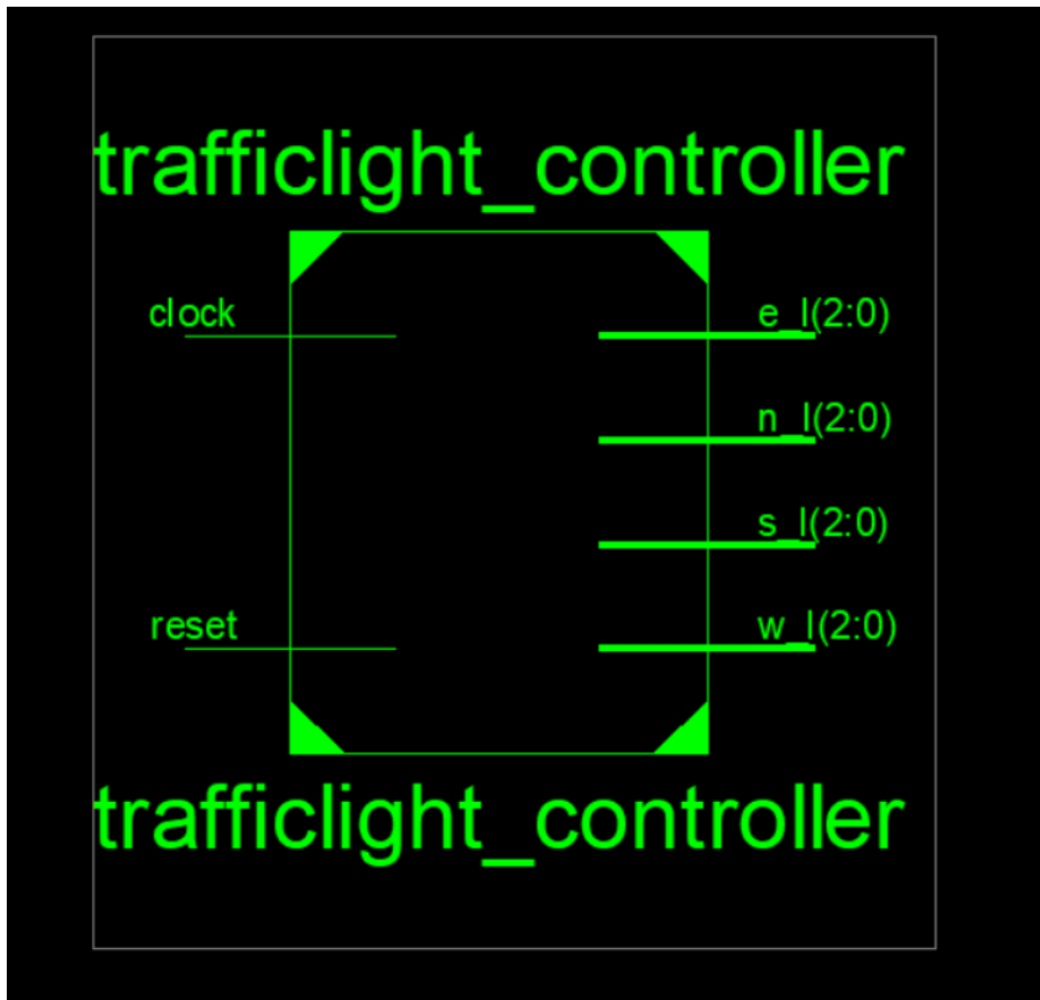 trafficlight_controller
clock e_l(2:0)
n_l(2:0)
s_l(2:0)
reset w_l(2:0)
trafficlight_controller